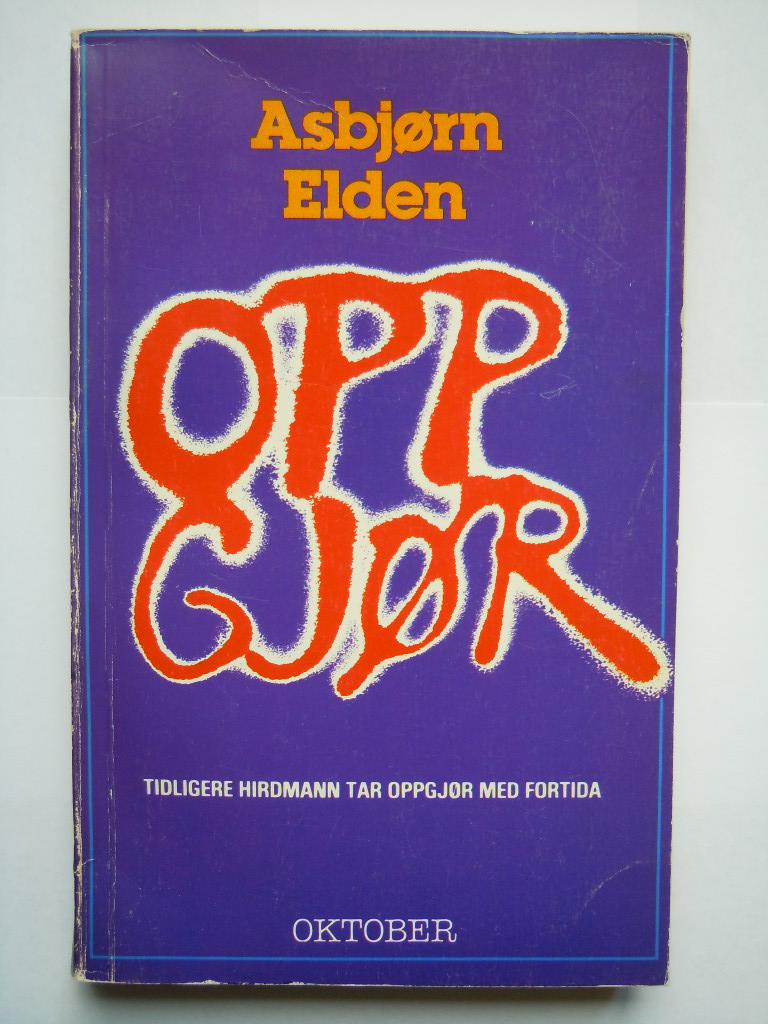 Asbjørn
Elden
OPP
GJØR
TIDLIGERE HIRDMANN TAR OPPGJØR MED FORTIDA
OKTOBER